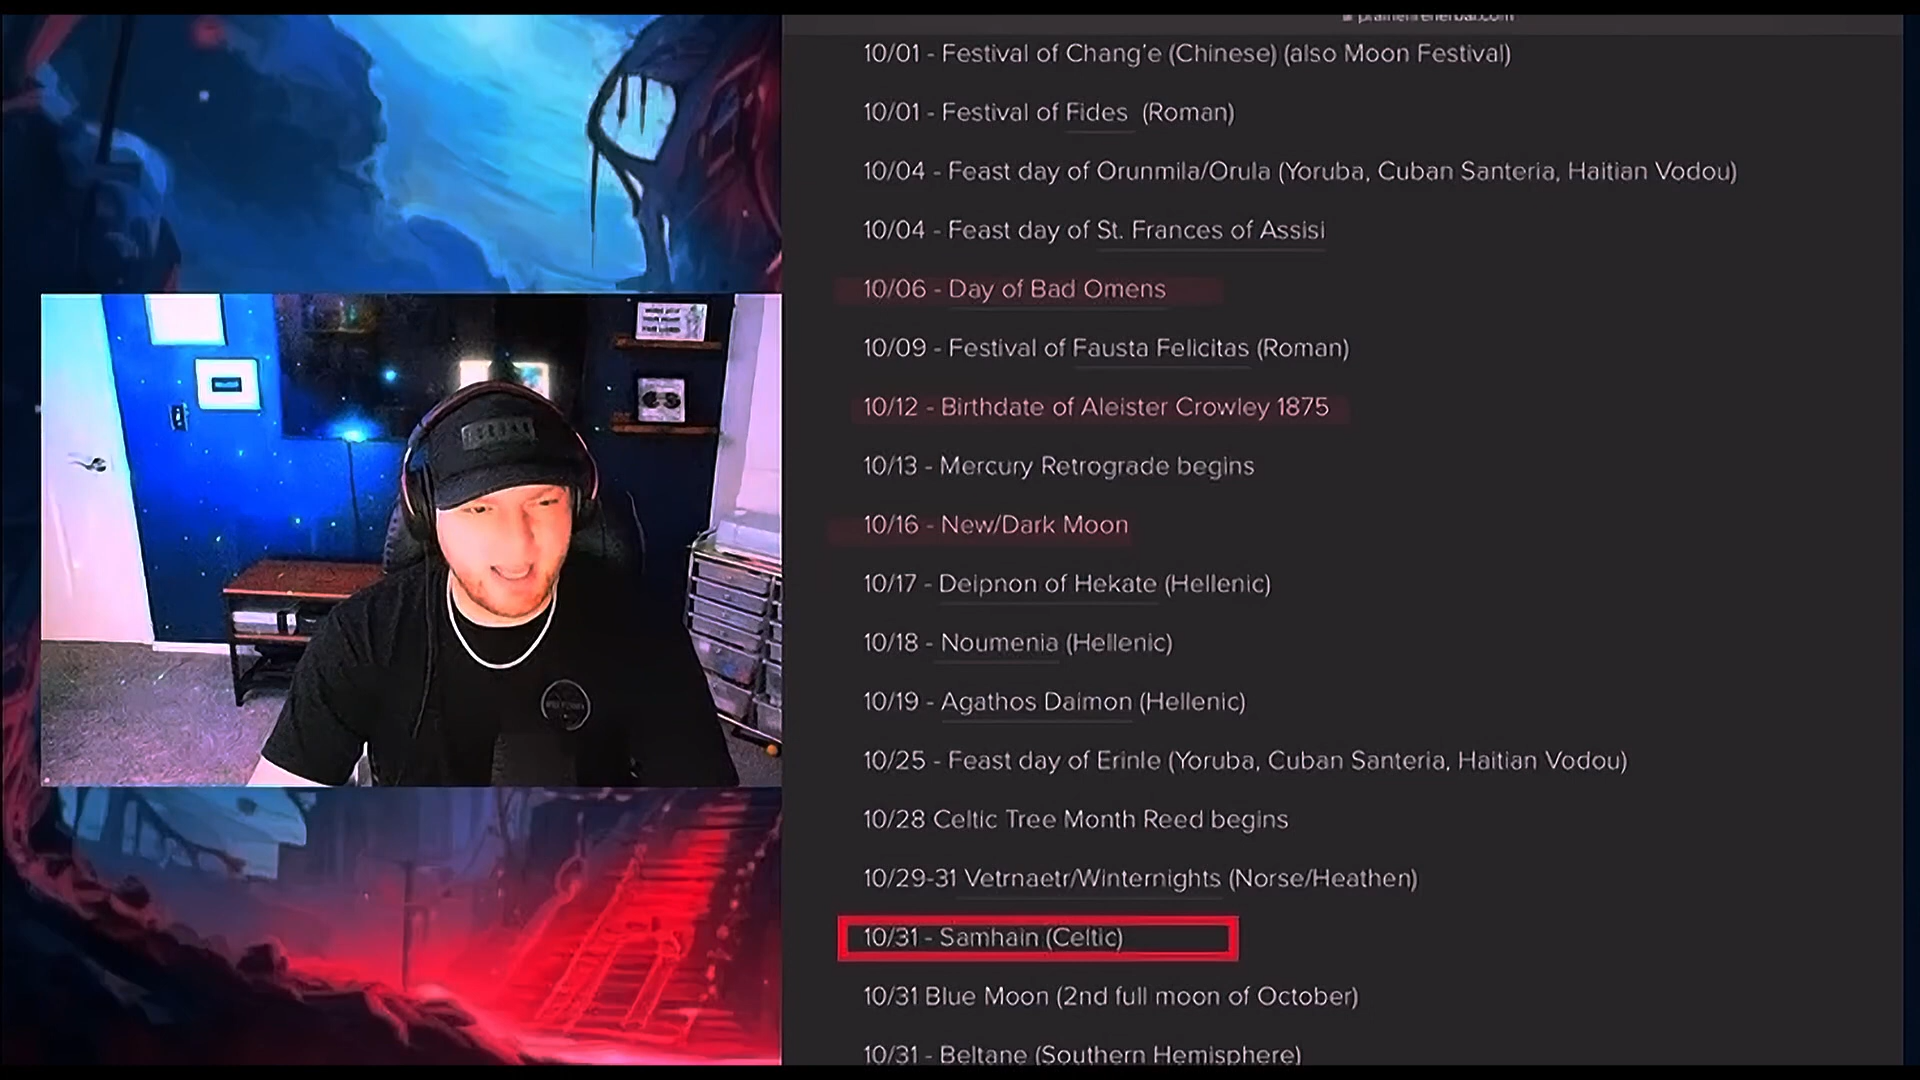 10/01 - Festival of Chang'e (Chinese) (also Moon Festival)
10/01 - Festival of Fides (Roman)
10/04 - Feast day of Orunmila/Orula (Yoruba, Cuban Santeria, Haitian Vodou)
10/04 - Feast day of St. Frances of Assisi
10/06 - Day of Bad Omens
10/09 - Festival of Fausta Felicitas (Roman)
10/12 - Birthdate of Aleister Crowley 1875
10/13 - Mercury Retrograde begins
10/16 - New/Dark Moon
10/17 - Deipnon of Hekate (Hellenic)
10/18 - Noumenia (Hellenic)
10/19 - Agathos Daimon (Hellenic)
10/25 - Feast day of Erinle (Yoruba, Cuban Santeria, Haitian Vodou)
10/28 Celtic Tree Month Reed begins
10/29-31 Vetrnaetr/Winternights (Norse/Heathen)
10/31 - Samhain (Celtic)
10/31 Blue Moon (2nd full moon of October)
10/31 - Beltane (Southern Hemisphere)